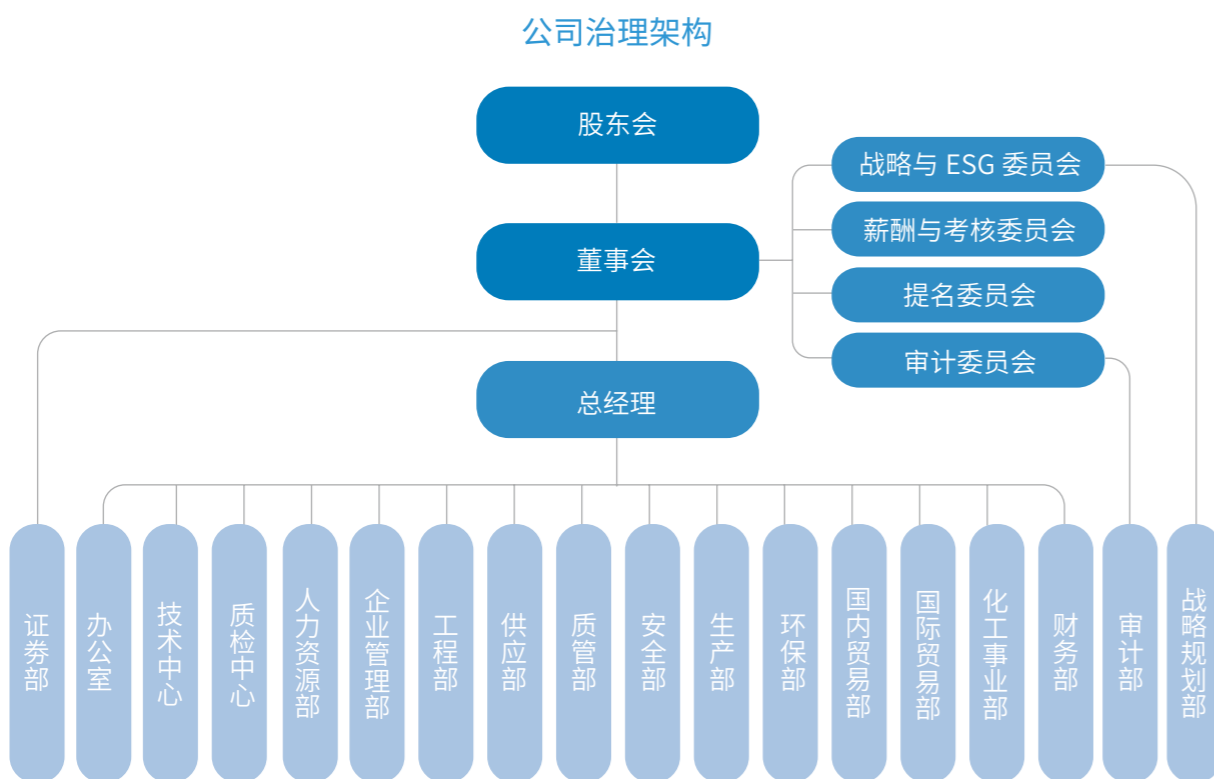 公司治理架构
股东会
董事会
战略与 ESG 委员会
薪酬与考核委员会
提名委员会
审计委员会
总经理
证券部
办公室
技术中心
质检中心
人力资源部
企业管理部
工程部
供应部
质管部
安全部
生产部
环保部
国内贸易部
国际贸易部
化工事业部
财务部
审计部
战略规划部